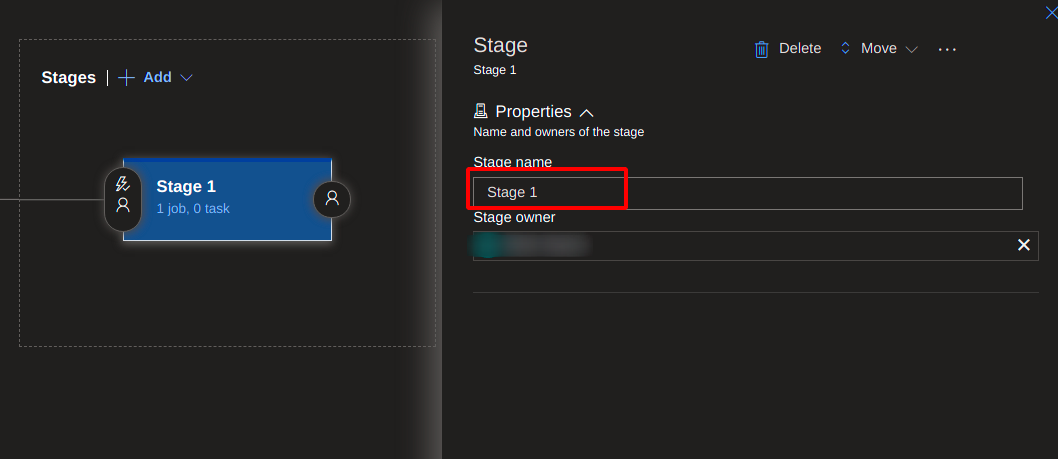 Stages | + Add
Stage 1
1 job, 0 task
Stage
Delete
Move
...
Stage 1
Properties
Name and owners of the stage
Stage name
Stage 1
Stage owner